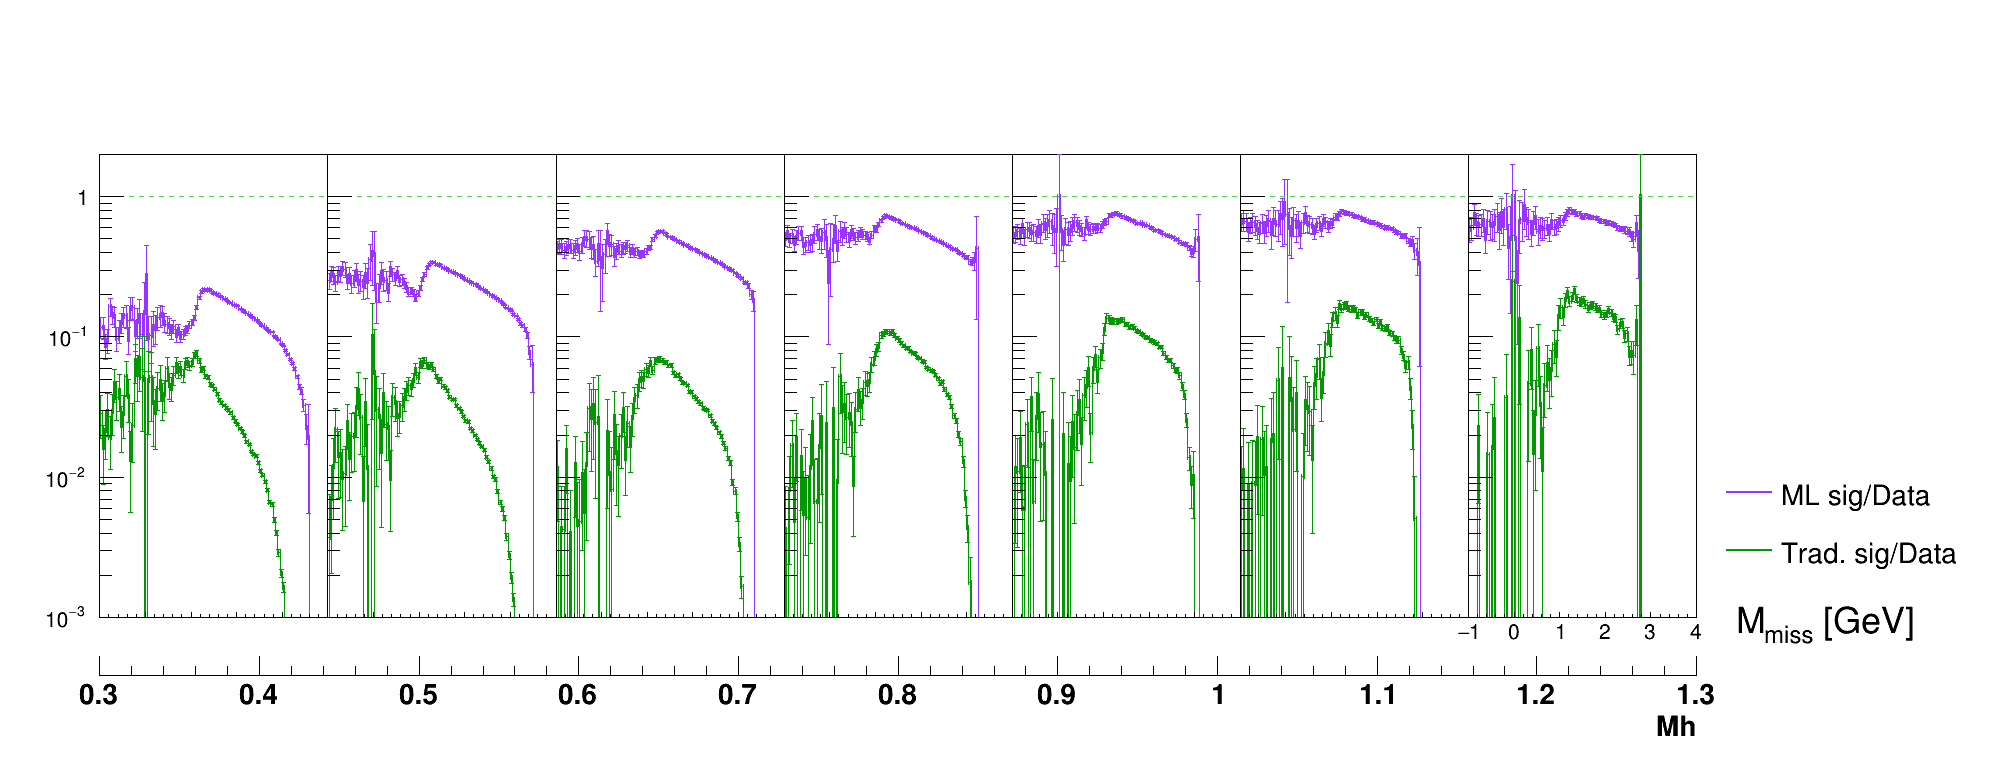 1
10⁻¹
10⁻²
10⁻³
ML sig/Data
Trad. sig/Data
−1 0 1 2 3 4
M_miss [GeV]
0.3 0.4 0.5 0.6 0.7 0.8 0.9 1 1.1 1.2 1.3
Mh